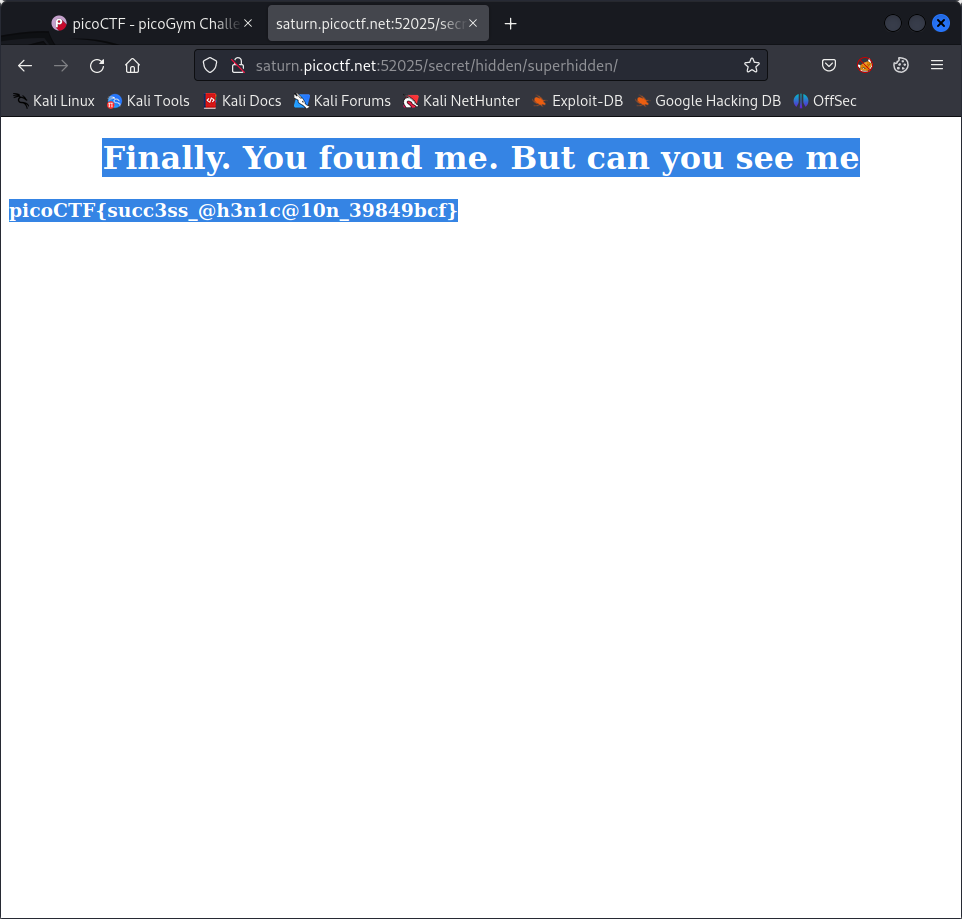 picoCTF - picoGym Challe
saturn.picoctf.net:52025/sec
saturn.picoctf.net:52025/secret/hidden/superhidden/
Kali Linux Kali Tools Kali Docs Kali Forums Kali NetHunter Exploit-DB Google Hacking DB OffSec
Finally. You found me. But can you see me
picoCTF{succ3ss_@h3n1c@10n_39849bcf}